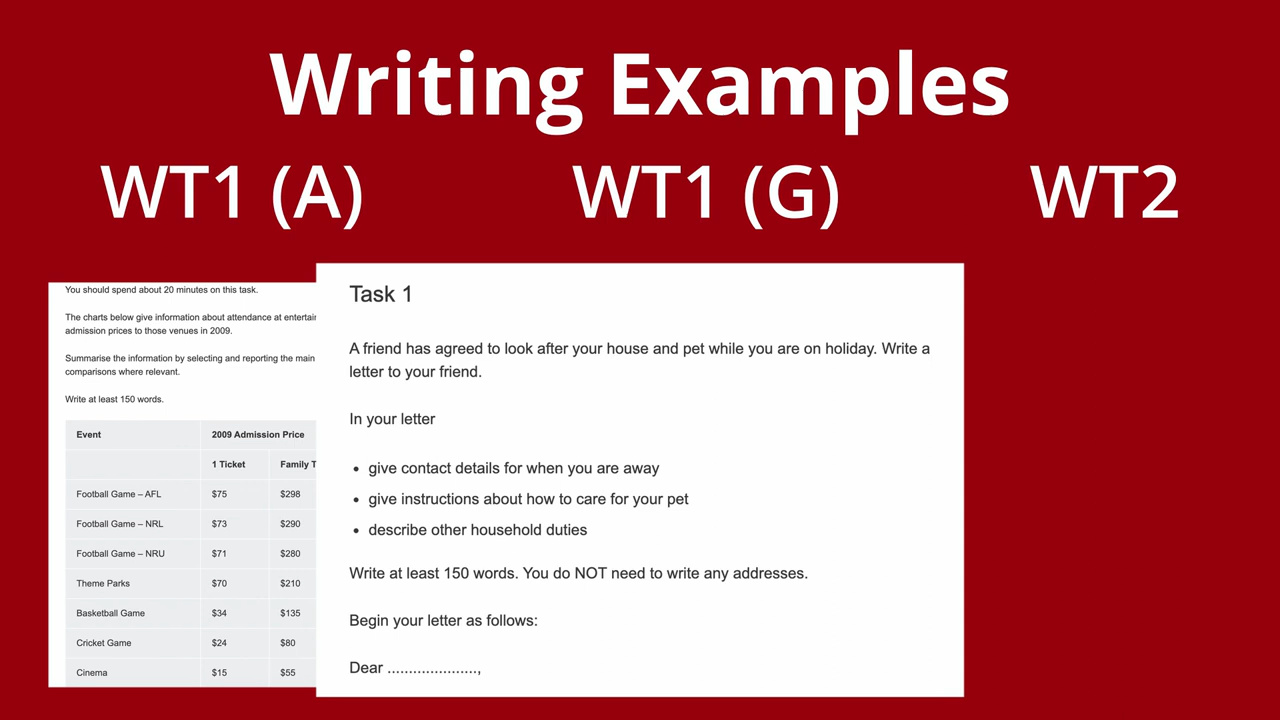 Writing Examples
WT1 (A) WT1 (G) WT2
You should spend about 20 minutes on this task.
The charts below give information about attendance at
admission prices to those venues in 2009.
Summarise the information by selecting and reporting the main
comparisons where relevant.
Write at least 150 words.
Event 2009 Admission Price
1 Ticket Family
Football Game – AFL $75 $298
Football Game – NRL $73 $290
Football Game – NRU $71 $280
Theme Parks $70 $210
Basketball Game $34 $135
Cricket Game $24 $80
Cinema $15 $55
Task 1
A friend has agreed to look after your house and pet while you are on holiday. Write a
letter to your friend.
In your letter
• give contact details for when you are away
• give instructions about how to care for your pet
• describe other household duties
Write at least 150 words. You do NOT need to write any addresses.
Begin your letter as follows:
Dear .....................,